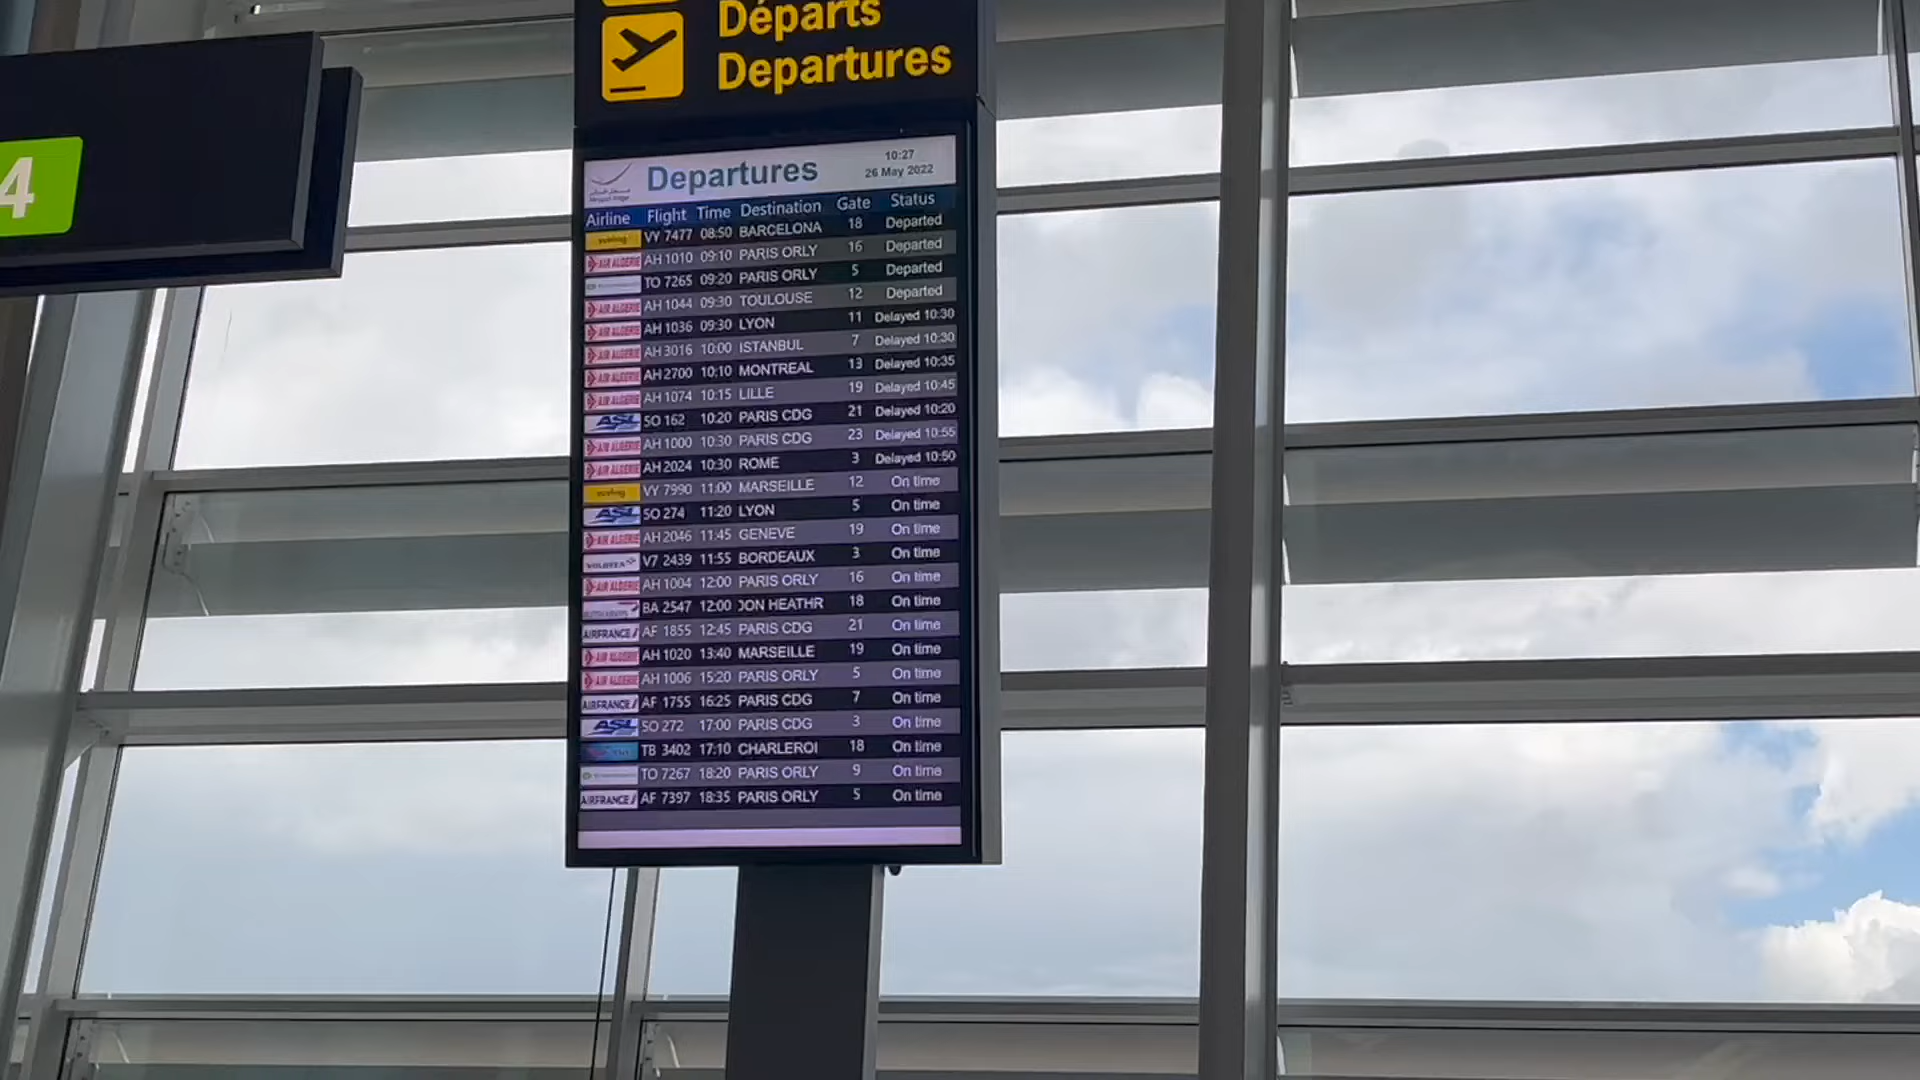 Départs
Departures
4
Departures
10:27
26 May 2022
Airline Flight Time Destination Gate Status
vueling VY 7477 08:50 BARCELONA 18 Departed
AIR ALGERIE AH 1010 09:10 PARIS ORLY 16 Departed
TO 7265 09:20 PARIS ORLY 5 Departed
AIR ALGERIE AH 1044 09:30 TOULOUSE 12 Departed
AIR ALGERIE AH 1036 09:30 LYON 11 Delayed 10:30
AIR ALGERIE AH 3016 10:00 ISTANBUL 7 Delayed 10:30
AIR ALGERIE AH 2700 10:10 MONTREAL 13 Delayed 10:35
AIR ALGERIE AH 1074 10:15 LILLE 19 Delayed 10:45
ASL 5O 162 10:20 PARIS CDG 21 Delayed 10:20
AIR ALGERIE AH 1000 10:30 PARIS CDG 23 Delayed 10:55
AIR ALGERIE AH 2024 10:30 ROME 3 Delayed 10:50
vueling VY 7990 11:00 MARSEILLE 12 On time
ASL 5O 274 11:20 LYON 5 On time
AIR ALGERIE AH 2046 11:45 GENEVE 19 On time
VOLOTEA V7 2439 11:55 BORDEAUX 3 On time
AIR ALGERIE AH 1004 12:00 PARIS ORLY 16 On time
BA 2547 12:00 JON HEATHR 18 On time
AIRFRANCE AF 1855 12:45 PARIS CDG 21 On time
AIR ALGERIE AH 1020 13:40 MARSEILLE 19 On time
AIR ALGERIE AH 1006 15:20 PARIS ORLY 5 On time
AIRFRANCE AF 1755 16:25 PARIS CDG 7 On time
ASL 5O 272 17:00 PARIS CDG 3 On time
TB 3402 17:10 CHARLEROI 18 On time
TO 7267 18:20 PARIS ORLY 9 On time
AIRFRANCE AF 7397 18:35 PARIS ORLY 5 On time